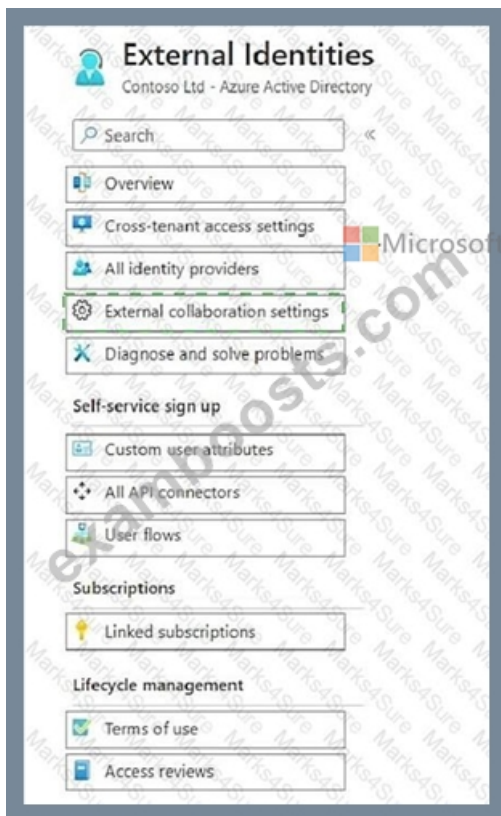 External Identities
Contoso Ltd - Azure Active Directory
Search
«
Overview
Cross-tenant access settings
Microsoft
All identity providers
External collaboration settings
Diagnose and solve problems
Self-service sign up
Custom user attributes
All API connectors
User flows
Subscriptions
Linked subscriptions
Lifecycle management
Terms of use
Access reviews
examboosts.com
Marks4Sure